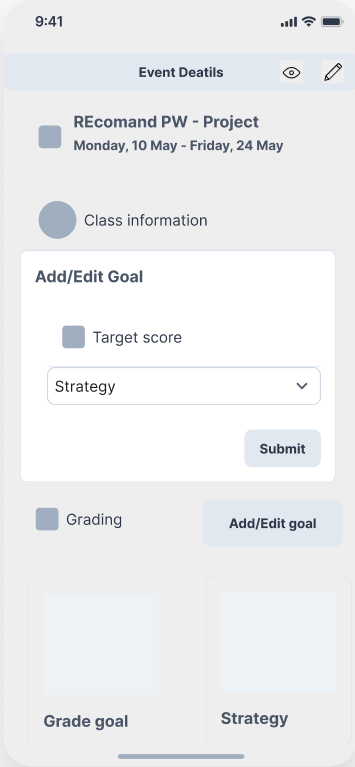 9:41
Event Deatils
REcomand PW - Project
Monday, 10 May - Friday, 24 May
Class information
Add/Edit Goal
Target score
Strategy
Submit
Grading
Add/Edit goal
Grade goal
Strategy